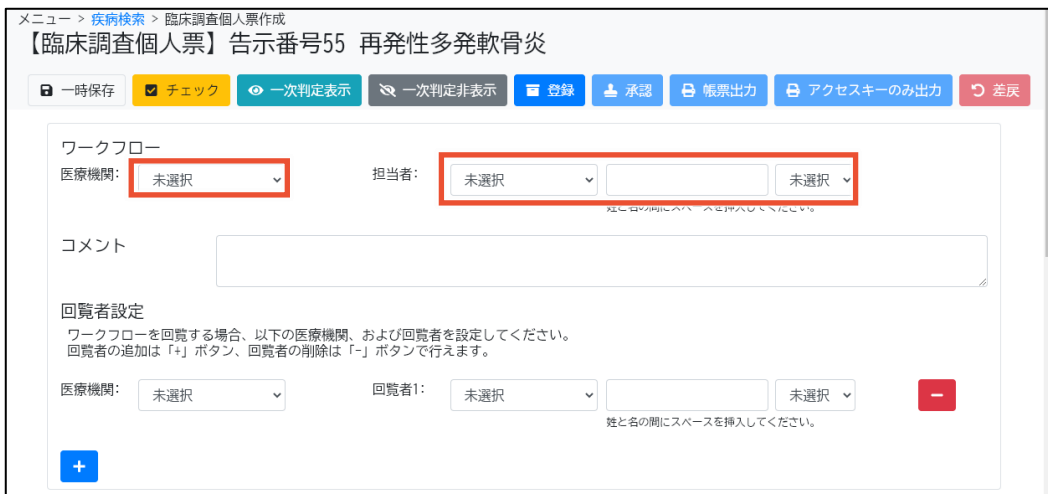 メニュー > 疾病検索 > 臨床調査個人票作成
【臨床調査個人票】告示番号55 再発性多発軟骨炎
一時保存 チェック 一次判定表示 一次判定非表示 登録 承認 帳票出力 アクセスキーのみ出力 差戻
ワークフロー
医療機関: 未選択 担当者: 未選択 未選択
姓と名の間にスペースを挿入してください。
コメント
回覧者設定
ワークフローを回覧する場合、以下の医療機関、および回覧者を設定してください。
回覧者の追加は「+」ボタン、回覧者の削除は「-」ボタンで行えます。
医療機関: 未選択 回覧者1: 未選択 未選択 −
姓と名の間にスペースを挿入してください。
+